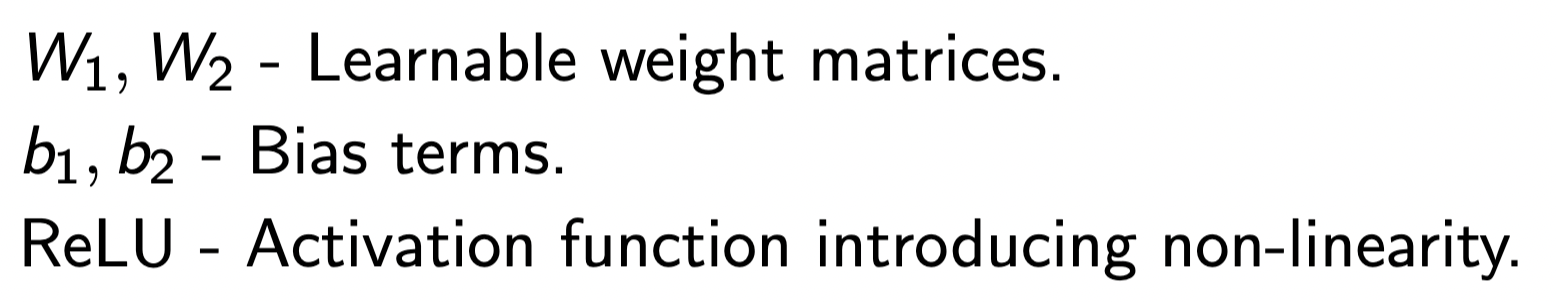 W₁, W₂ - Learnable weight matrices.
b₁, b₂ - Bias terms.
ReLU - Activation function introducing non-linearity.